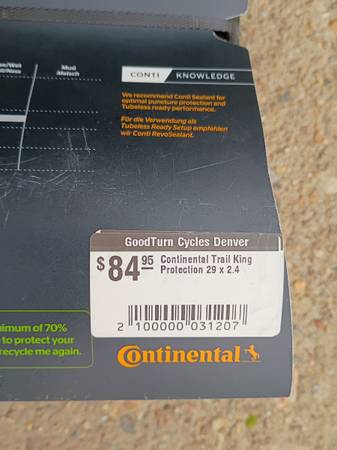 Mud
Matsch
CONTI KNOWLEDGE
We recommend Conti Sealant for
optimal puncture protection and
Tubeless ready performance.
Für die Verwendung als
Tubeless Ready Setup empfehlen
wir Conti RevoSealant.
GoodTurn Cycles Denver
$84.95 Continental Trail King
Protection 29 x 2.4
2 100000 031207
Continental
of 70%
to protect your
recycle me again.